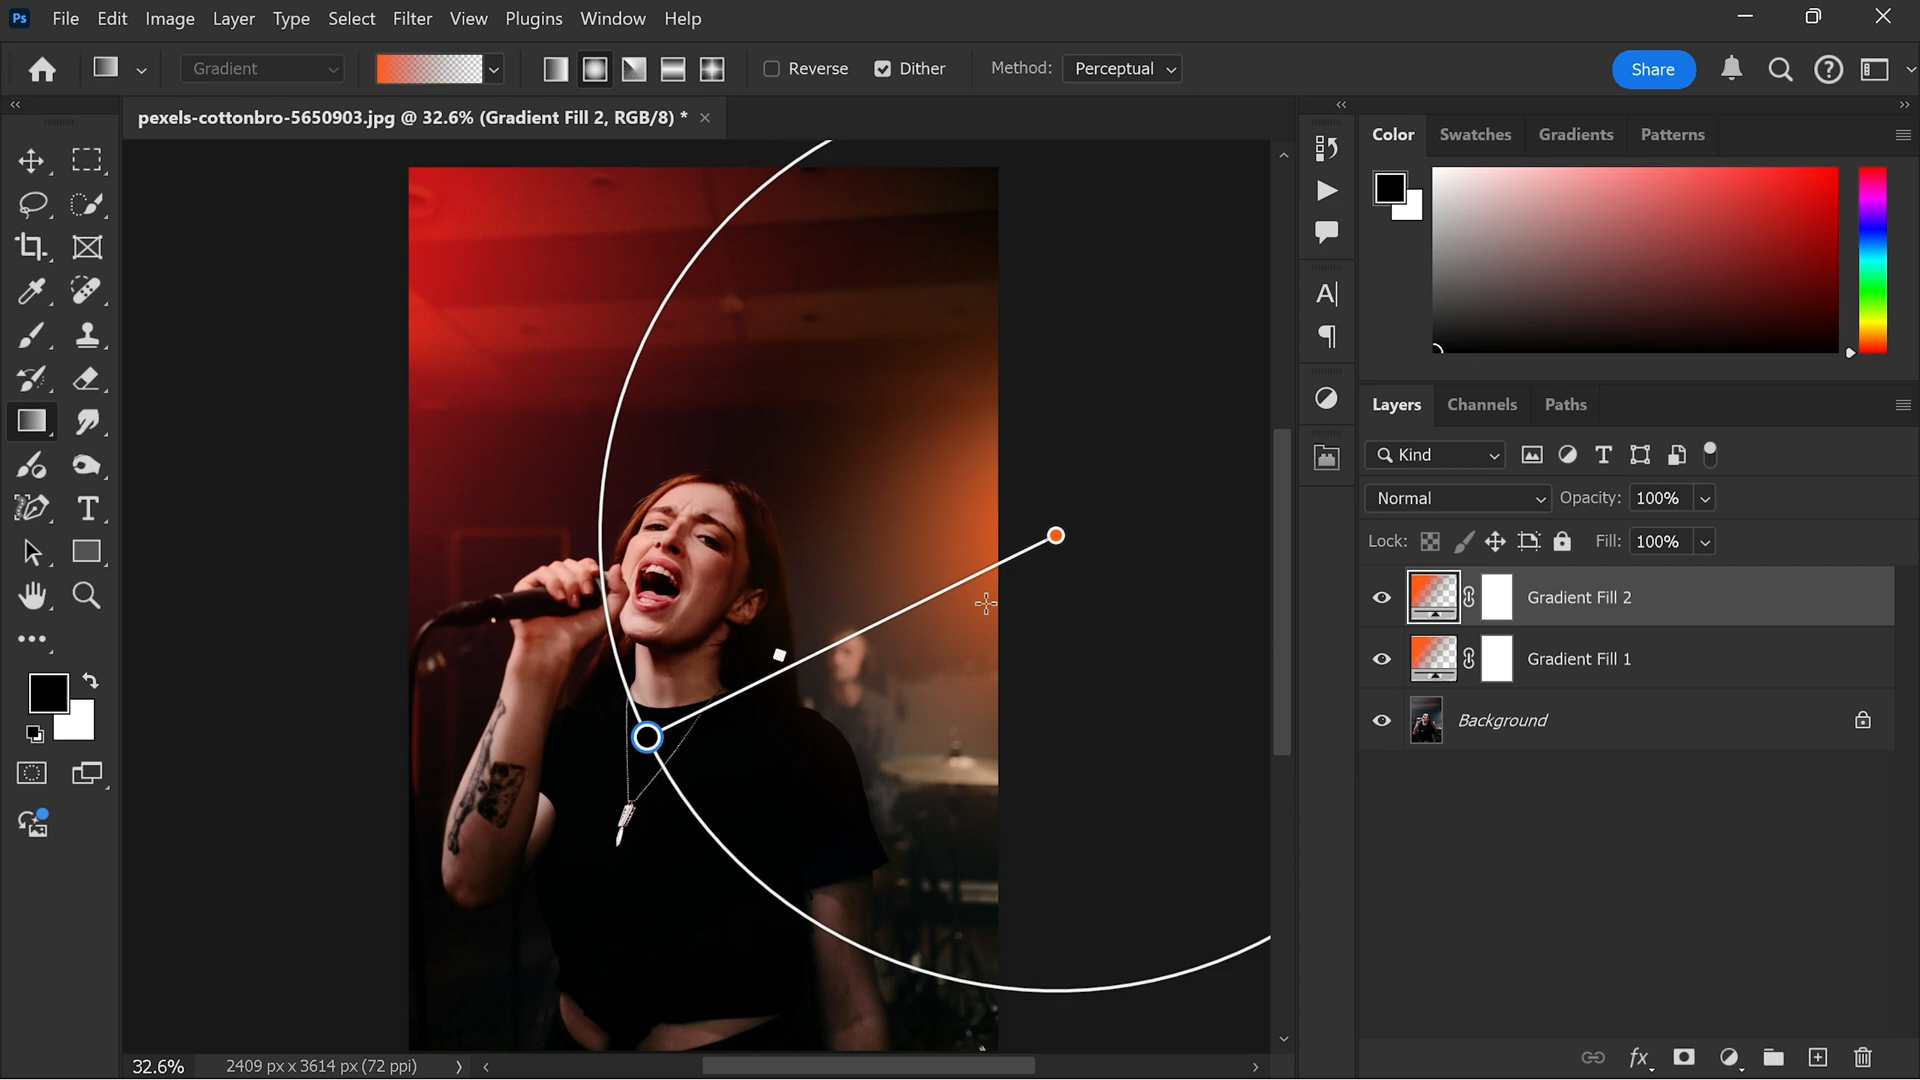 Ps File Edit Image Layer Type Select Filter View Plugins Window Help
Gradient Reverse Dither Method: Perceptual Share
pexels-cottonbro-5650903.jpg @ 32.6% (Gradient Fill 2, RGB/8) *
Color Swatches Gradients Patterns
Layers Channels Paths
Kind
Normal Opacity: 100%
Lock: Fill: 100%
Gradient Fill 2
Gradient Fill 1
Background
32.6% 2409 px x 3614 px (72 ppi)